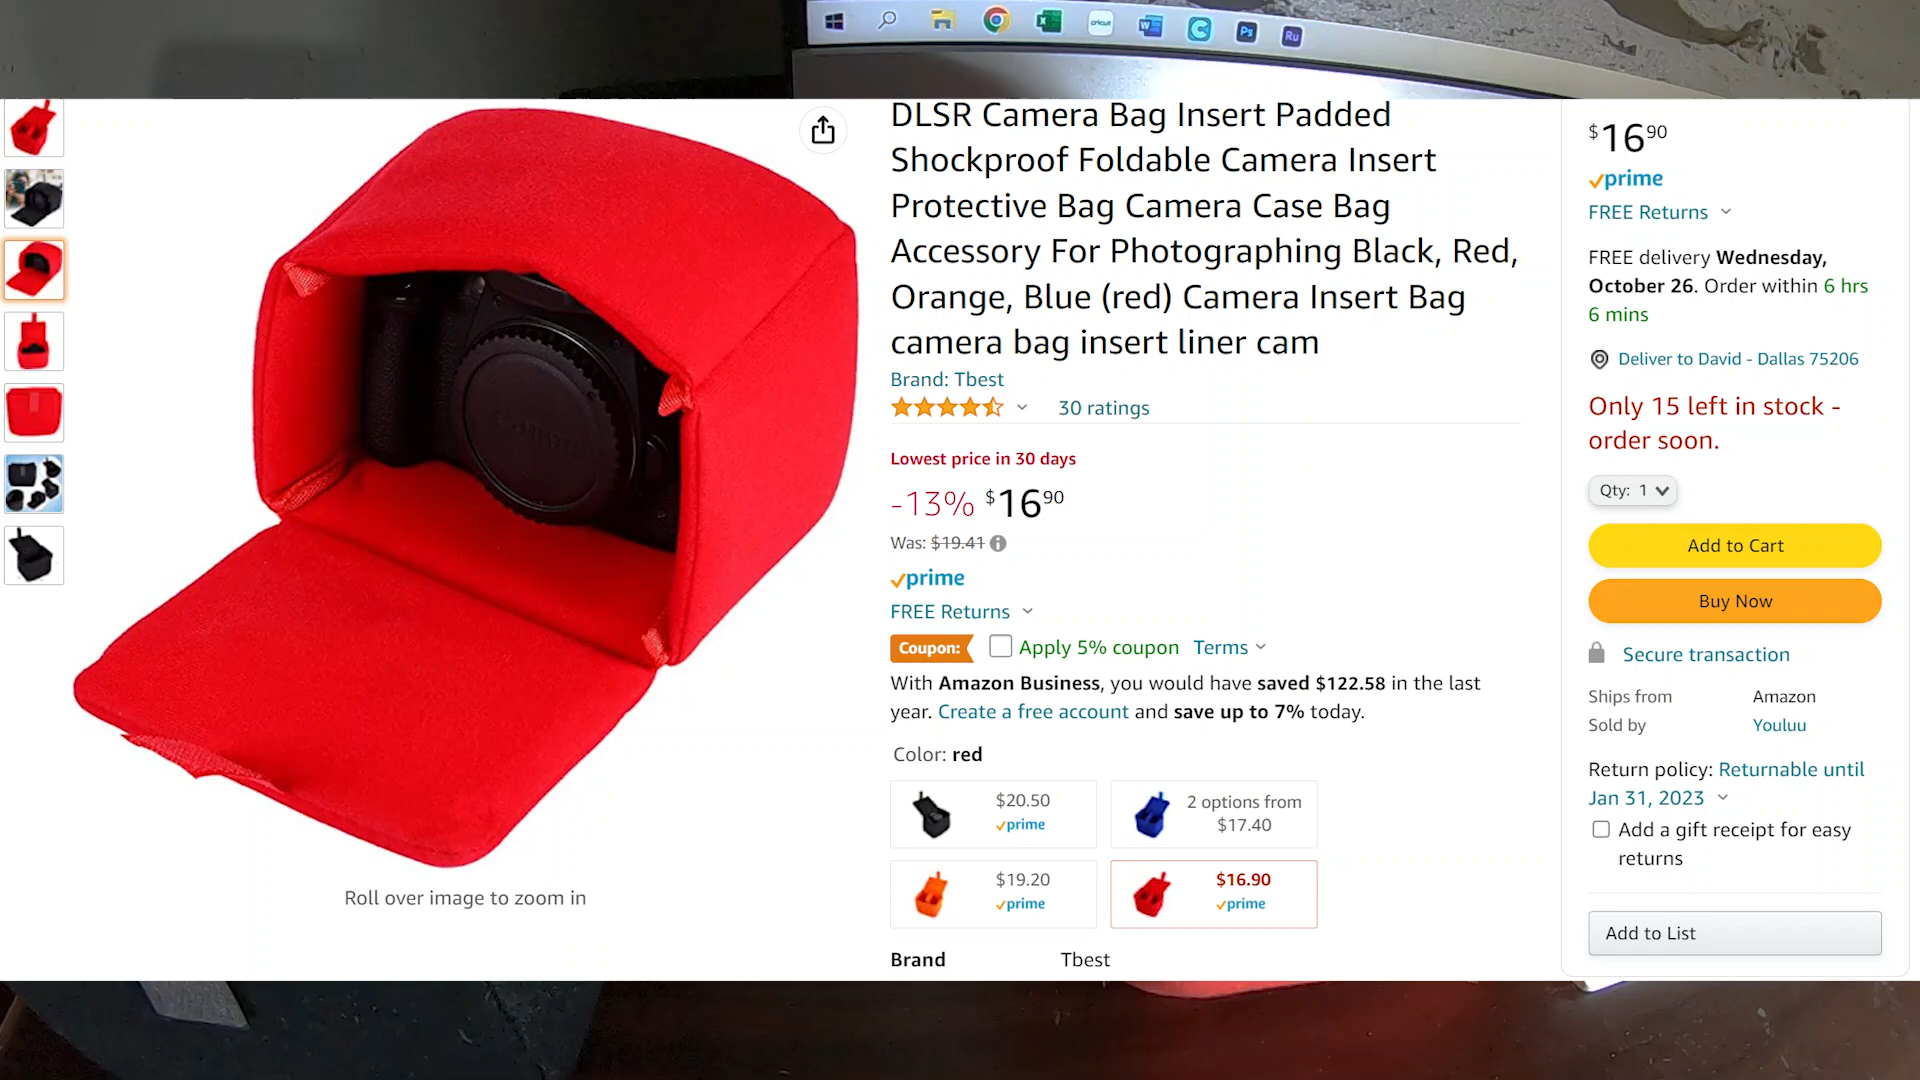 cricut
W
Ps
Ru
DLSR Camera Bag Insert Padded
Shockproof Foldable Camera Insert
Protective Bag Camera Case Bag
Accessory For Photographing Black, Red,
Orange, Blue (red) Camera Insert Bag
camera bag insert liner cam
Brand: Tbest
30 ratings
Lowest price in 30 days
-13% $1690
Was: $19.41
prime
FREE Returns
Coupon: Apply 5% coupon Terms
With Amazon Business, you would have saved $122.58 in the last
year. Create a free account and save up to 7% today.
Color: red
$20.50
prime
2 options from
$17.40
$19.20
prime
$16.90
prime
Brand Tbest
Roll over image to zoom in
$1690
prime
FREE Returns
FREE delivery Wednesday,
October 26. Order within 6 hrs
6 mins
Deliver to David - Dallas 75206
Only 15 left in stock -
order soon.
Qty: 1
Add to Cart
Buy Now
Secure transaction
Ships from Amazon
Sold by Youluu
Return policy: Returnable until
Jan 31, 2023
Add a gift receipt for easy
returns
Add to List